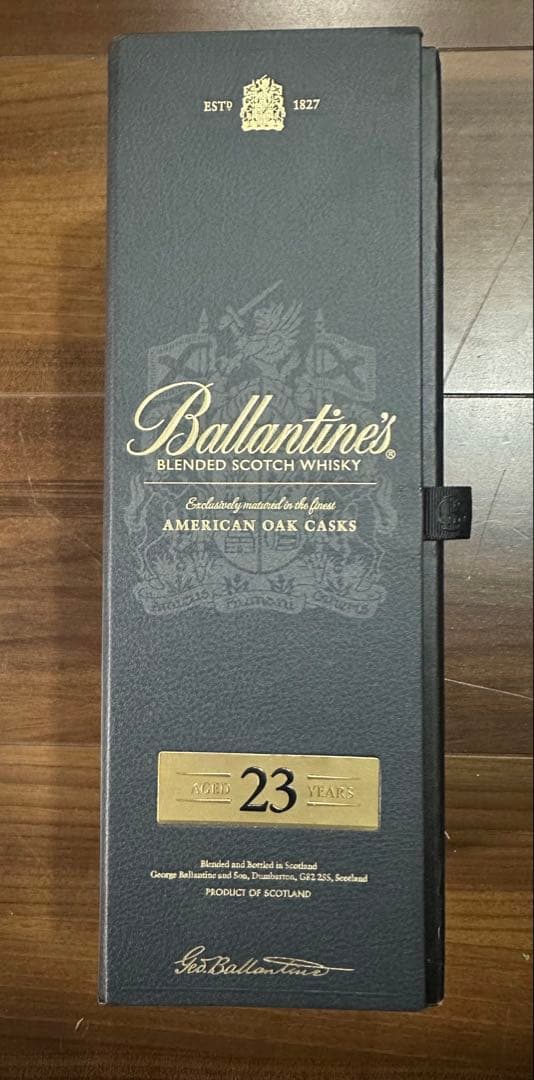 ESTD 1827
Ballantine's®
BLENDED SCOTCH WHISKY
Exclusively matured in the finest
AMERICAN OAK CASKS
AGED 23 YEARS
Blended and Bottled in Scotland
George Ballantine and Son, Dumbarton, G82 2SS, Scotland
PRODUCT OF SCOTLAND
Geo. Ballantine